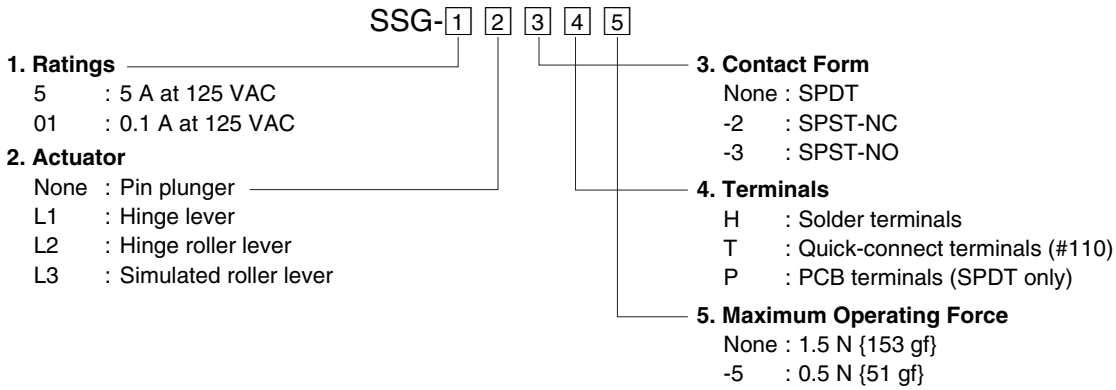 SSG-1 2 3 4 5
1. Ratings
5 : 5 A at 125 VAC
01 : 0.1 A at 125 VAC
2. Actuator
None : Pin plunger
L1 : Hinge lever
L2 : Hinge roller lever
L3 : Simulated roller lever
3. Contact Form
None : SPDT
-2 : SPST-NC
-3 : SPST-NO
4. Terminals
H : Solder terminals
T : Quick-connect terminals (#110)
P : PCB terminals (SPDT only)
5. Maximum Operating Force
None : 1.5 N {153 gf}
-5 : 0.5 N {51 gf}